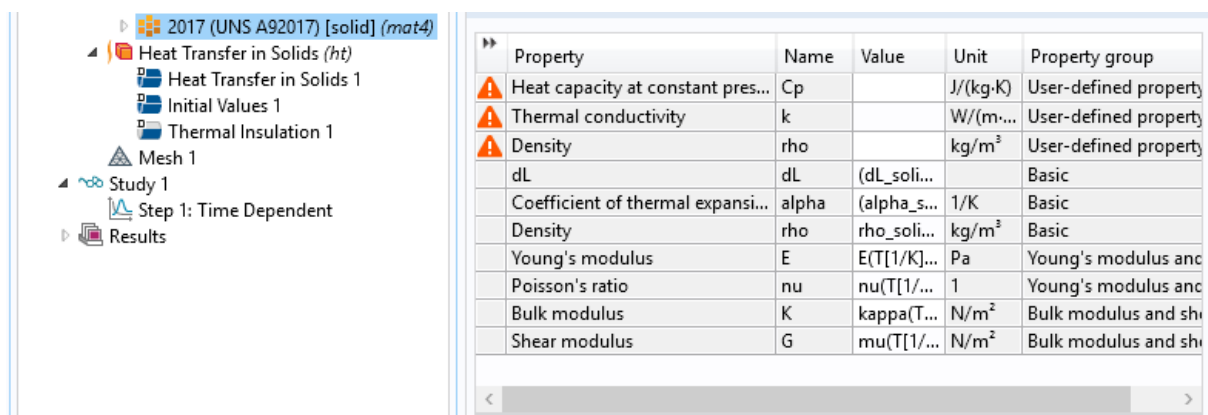 2017 (UNS A92017) [solid] (mat4)
Heat Transfer in Solids (ht)
Heat Transfer in Solids 1
Initial Values 1
Thermal Insulation 1
Mesh 1
Study 1
Step 1: Time Dependent
Results
Property Name Value Unit Property group
Heat capacity at constant pres... Cp J/(kg·K) User-defined property
Thermal conductivity k W/(m·... User-defined property
Density rho kg/m³ User-defined property
dL dL (dL_soli... Basic
Coefficient of thermal expansi... alpha (alpha_s... 1/K Basic
Density rho rho_soli... kg/m³ Basic
Young's modulus E E(T[1/K]... Pa Young's modulus and
Poisson's ratio nu nu(T[1/... 1 Young's modulus and
Bulk modulus K kappa(T... N/m² Bulk modulus and she
Shear modulus G mu(T[1/... N/m² Bulk modulus and she